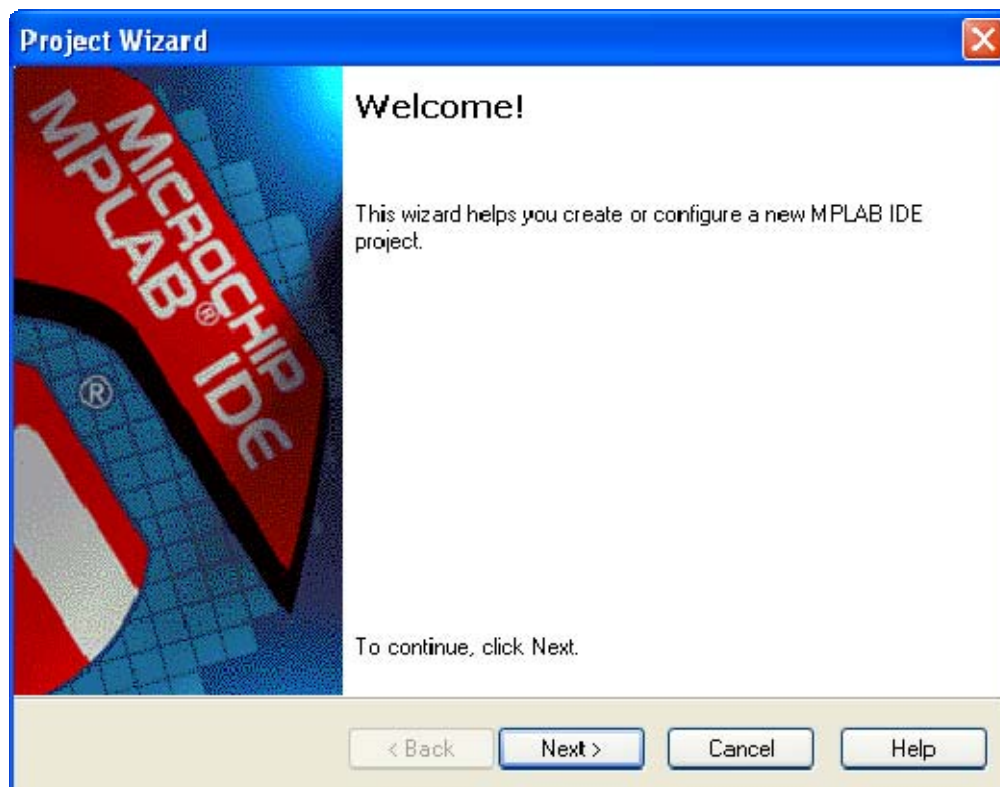 Project Wizard
MICROCHIP
MPLAB® IDE
®
Welcome!
This wizard helps you create or configure a new MPLAB IDE
project.
To continue, click Next.
< Back
Next >
Cancel
Help